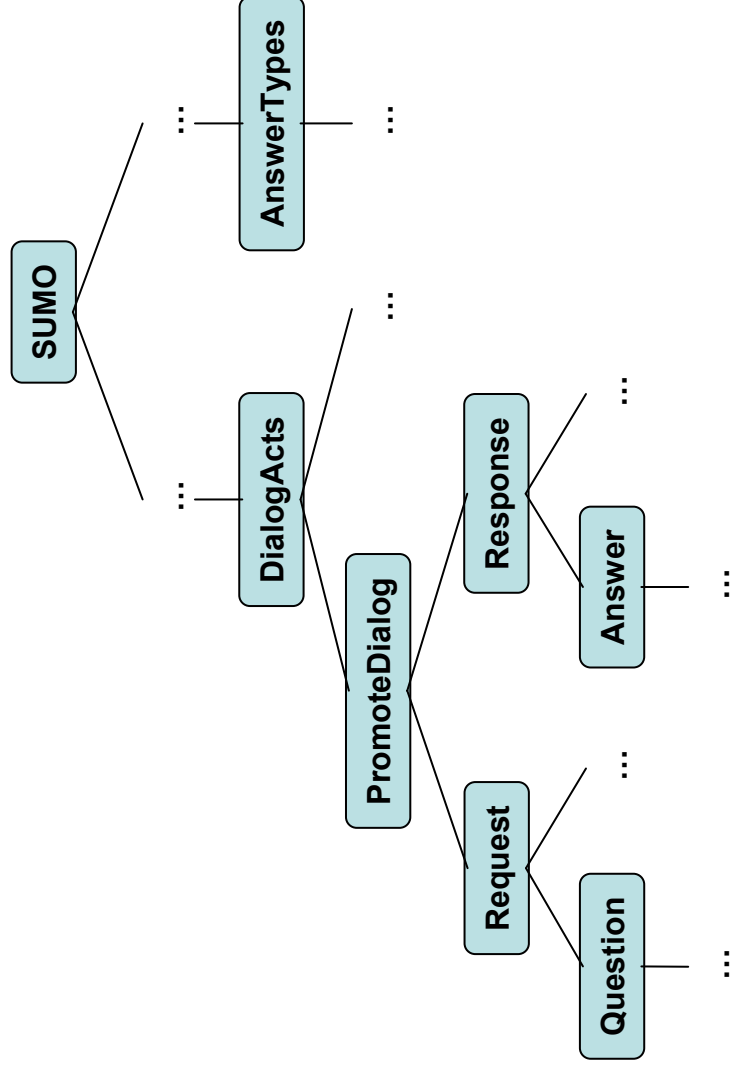 SUMO
...
...
DialogActs
AnswerTypes
PromoteDialog
...
...
Request
Response
Question
...
Answer
...
...
...